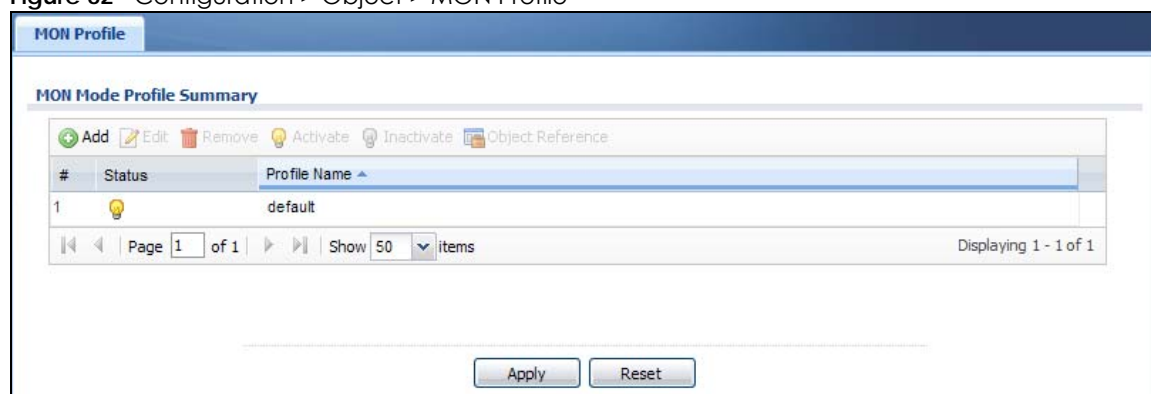 Figure 62 Configuration > Object > MON Profile
MON Profile
MON Mode Profile Summary
Add Edit Remove Activate Inactivate Object Reference
# Status Profile Name
1 default
Page 1 of 1 Show 50 items Displaying 1 - 1 of 1
Apply Reset